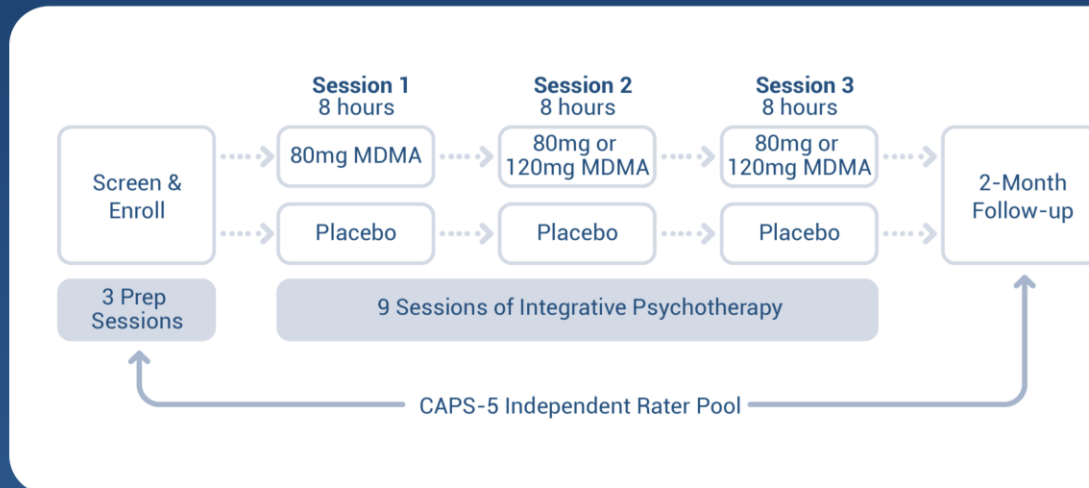 Session 1
8 hours
Session 2
8 hours
Session 3
8 hours
Screen &
Enroll
80mg MDMA
80mg or
120mg MDMA
80mg or
120mg MDMA
2-Month
Follow-up
Placebo
Placebo
Placebo
3 Prep
Sessions
9 Sessions of Integrative Psychotherapy
CAPS-5 Independent Rater Pool